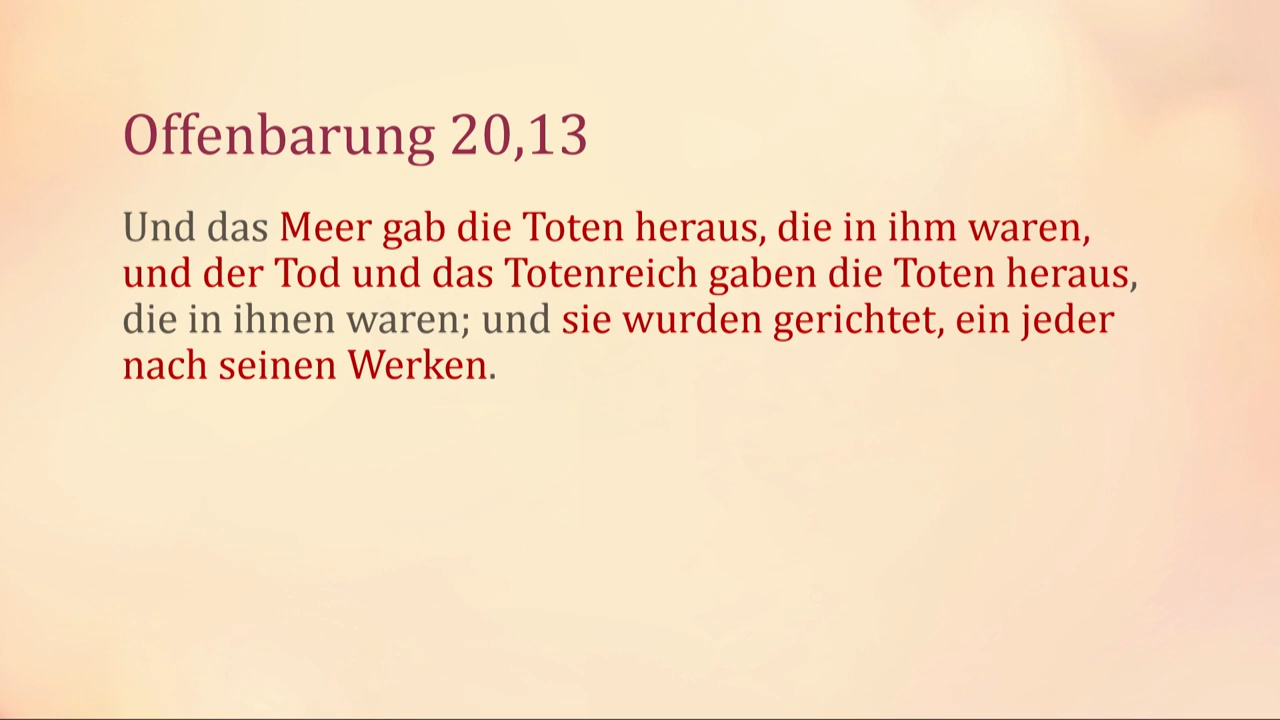 Offenbarung 20,13
Und das Meer gab die Toten heraus, die in ihm waren,
und der Tod und das Totenreich gaben die Toten heraus,
die in ihnen waren; und sie wurden gerichtet, ein jeder
nach seinen Werken.